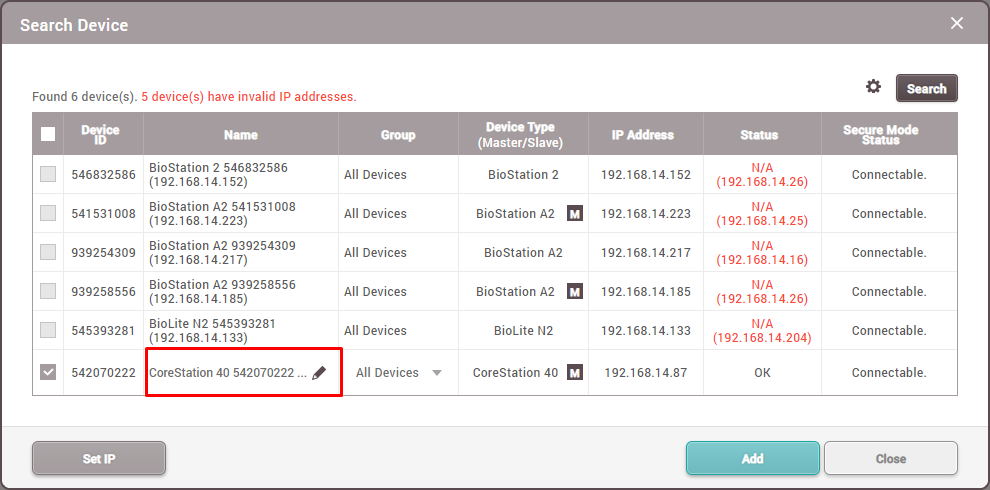 Search Device
Found 6 device(s). 5 device(s) have invalid IP addresses.
Search
Device ID Name Group Device Type (Master/Slave) IP Address Status Secure Mode Status
546832586 BioStation 2 546832586 (192.168.14.152) All Devices BioStation 2 192.168.14.152 N/A (192.168.14.26) Connectable.
541531008 BioStation A2 541531008 (192.168.14.223) All Devices BioStation A2 M 192.168.14.223 N/A (192.168.14.25) Connectable.
939254309 BioStation A2 939254309 (192.168.14.217) All Devices BioStation A2 192.168.14.217 N/A (192.168.14.16) Connectable.
939258556 BioStation A2 939258556 (192.168.14.185) All Devices BioStation A2 M 192.168.14.185 N/A (192.168.14.26) Connectable.
545393281 BioLite N2 545393281 (192.168.14.133) All Devices BioLite N2 192.168.14.133 N/A (192.168.14.204) Connectable.
542070222 CoreStation 40 542070222 ... All Devices CoreStation 40 M 192.168.14.87 OK Connectable.
Set IP Add Close